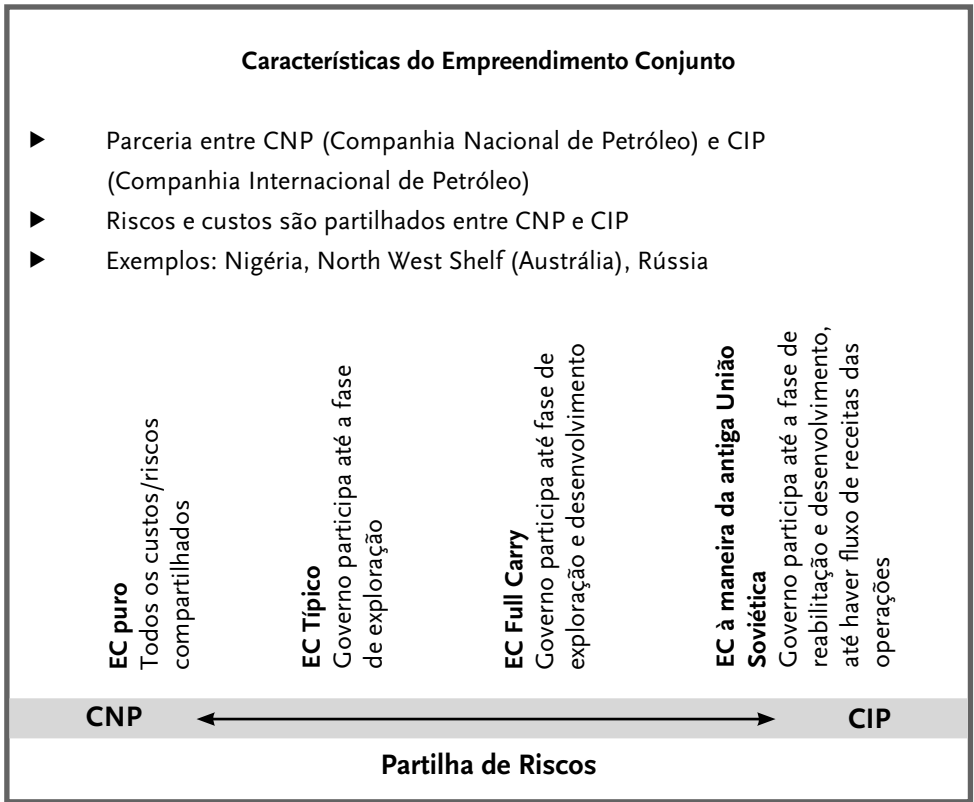 Características do Empreendimento Conjunto
▶ Parceria entre CNP (Companhia Nacional de Petróleo) e CIP
(Companhia Internacional de Petróleo)
▶ Riscos e custos são partilhados entre CNP e CIP
▶ Exemplos: Nigéria, North West Shelf (Austrália), Rússia
EC puro
Todos os custos/riscos
compartilhados
EC Típico
Governo participa até a fase
de exploração
EC Full Carry
Governo participa até fase de
exploração e desenvolvimento
EC à maneira da antiga União
Soviética
Governo participa até a fase de
reabilitação e desenvolvimento,
até haver fluxo de receitas das
operações
CNP CIP
Partilha de Riscos